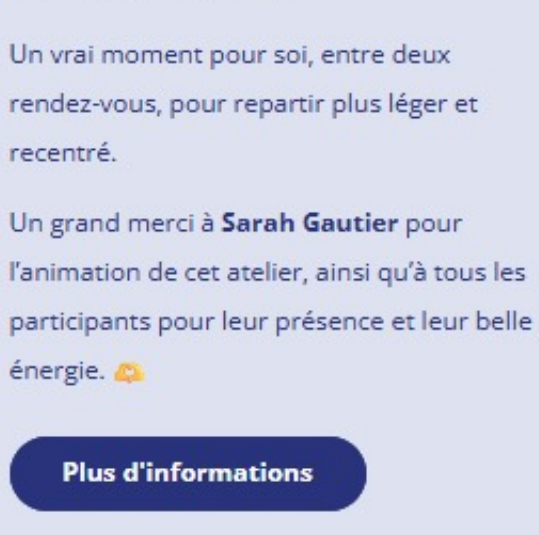 Un vrai moment pour soi, entre deux
rendez-vous, pour repartir plus léger et
recentré.
Un grand merci à Sarah Gautier pour
l’animation de cet atelier, ainsi qu’à tous les
participants pour leur présence et leur belle
énergie. 🫶
Plus d'informations